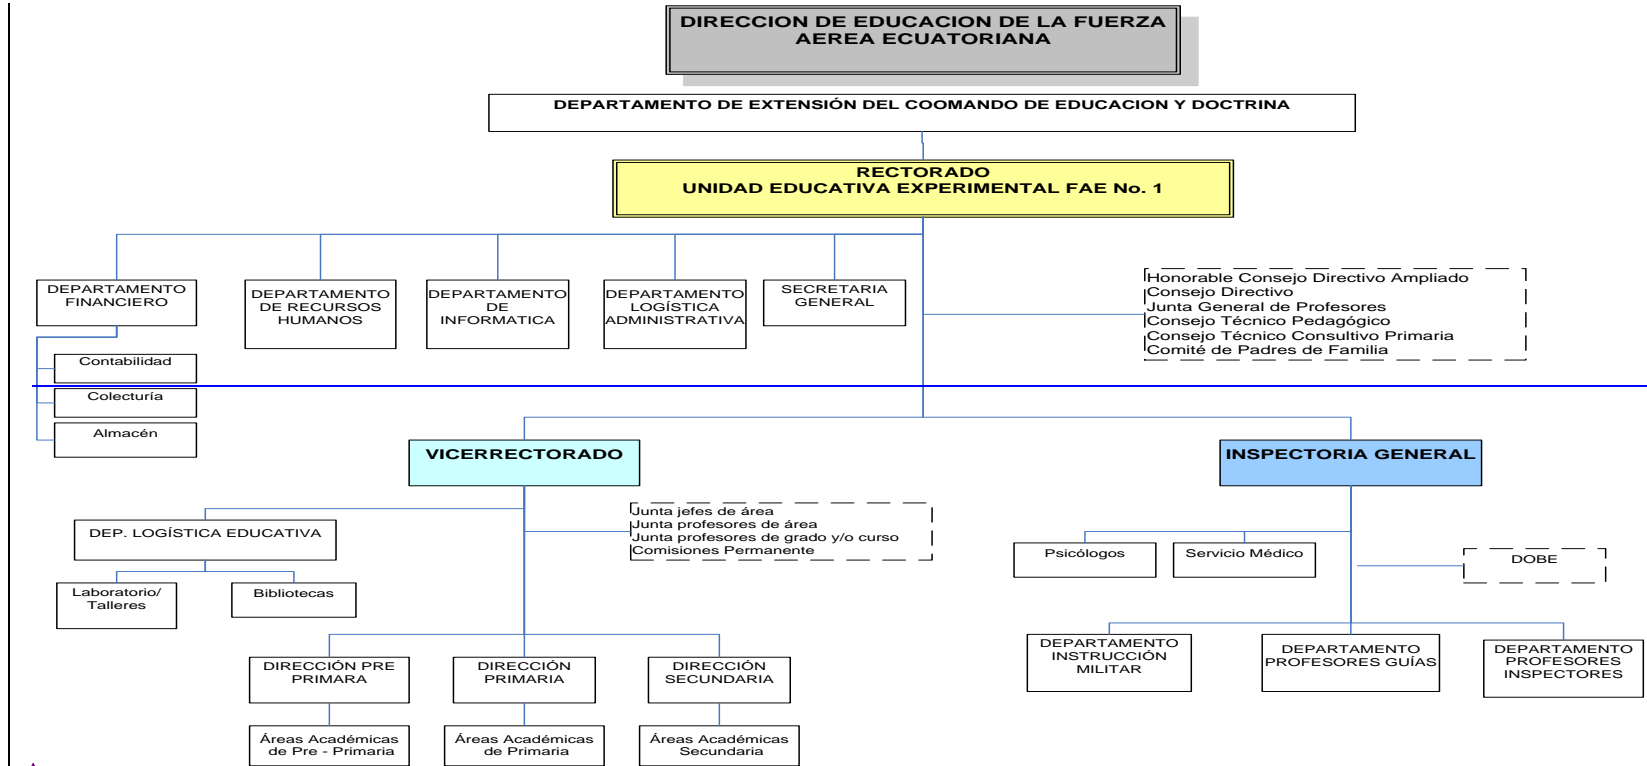 DIRECCION DE EDUCACION DE LA FUERZA
AEREA ECUATORIANA
DEPARTAMENTO DE EXTENSIÓN DEL COOMANDO DE EDUCACION Y DOCTRINA
RECTORADO
UNIDAD EDUCATIVA EXPERIMENTAL FAE No. 1
DEPARTAMENTO
FINANCIERO
DEPARTAMENTO
DE RECURSOS
HUMANOS
DEPARTAMENTO
DE
INFORMATICA
DEPARTAMENTO
LOGÍSTICA
ADMINISTRATIVA
SECRETARIA
GENERAL
Honorable Consejo Directivo Ampliado
Consejo Directivo
Junta General de Profesores
Consejo Técnico Pedagógico
Consejo Técnico Consultivo Primaria
Comité de Padres de Familia
Contabilidad
Colecturía
Almacén
VICERRECTORADO
INSPECTORIA GENERAL
DEP. LOGÍSTICA EDUCATIVA
Junta jefes de área
Junta profesores de área
Junta profesores de grado y/o curso
Comisiones Permanente
Psicólogos
Servicio Médico
DOBE
Laboratorio/
Talleres
Bibliotecas
DIRECCIÓN PRE
PRIMARA
DIRECCIÓN
PRIMARIA
DIRECCIÓN
SECUNDARIA
DEPARTAMENTO
INSTRUCCIÓN
MILITAR
DEPARTAMENTO
PROFESORES GUÍAS
DEPARTAMENTO
PROFESORES
INSPECTORES
Áreas Académicas
de Pre - Primaria
Áreas Académicas
de Primaria
Áreas Académicas
Secundaria